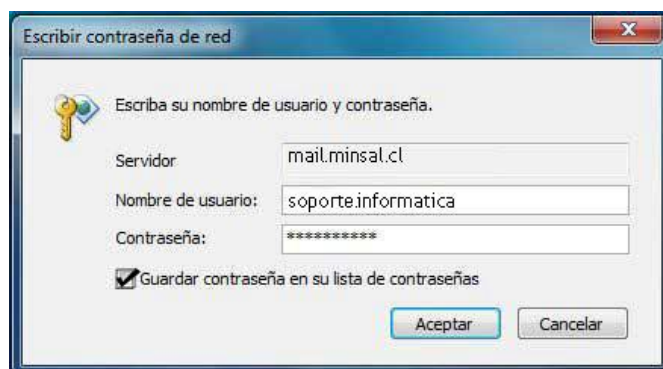 Escribir contraseña de red
X
Escriba su nombre de usuario y contraseña.
Servidor mail.minsal.cl
Nombre de usuario: soporte.informatica
Contraseña: **********
Guardar contraseña en su lista de contraseñas
Aceptar Cancelar